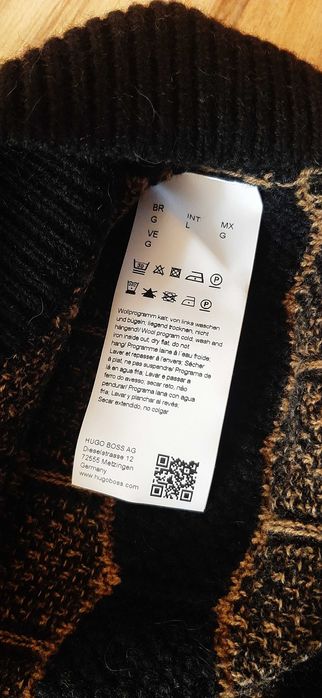 BR INT MX
G L G
VE
G
Wollprogramm kalt, von links waschen
und bügeln, liegend trocknen, nicht
hängend!/ Wool program cold, wash and
iron inside out, dry flat, do not
hang/ Programme laine à l'eau froide.
Laver et repasser à l'envers. Sécher
à plat, ne pas suspendre/ Programa de
lã en agua fria; Lavar e passar a
ferro do avesso, secar reto, não
pendurar/ Programa lana con agua
fría; Lavar y planchar al revés;
Secar extendido, no colgar
HUGO BOSS AG
Dieselstrasse 12
72555 Metzingen
Germany
www.hugoboss.com